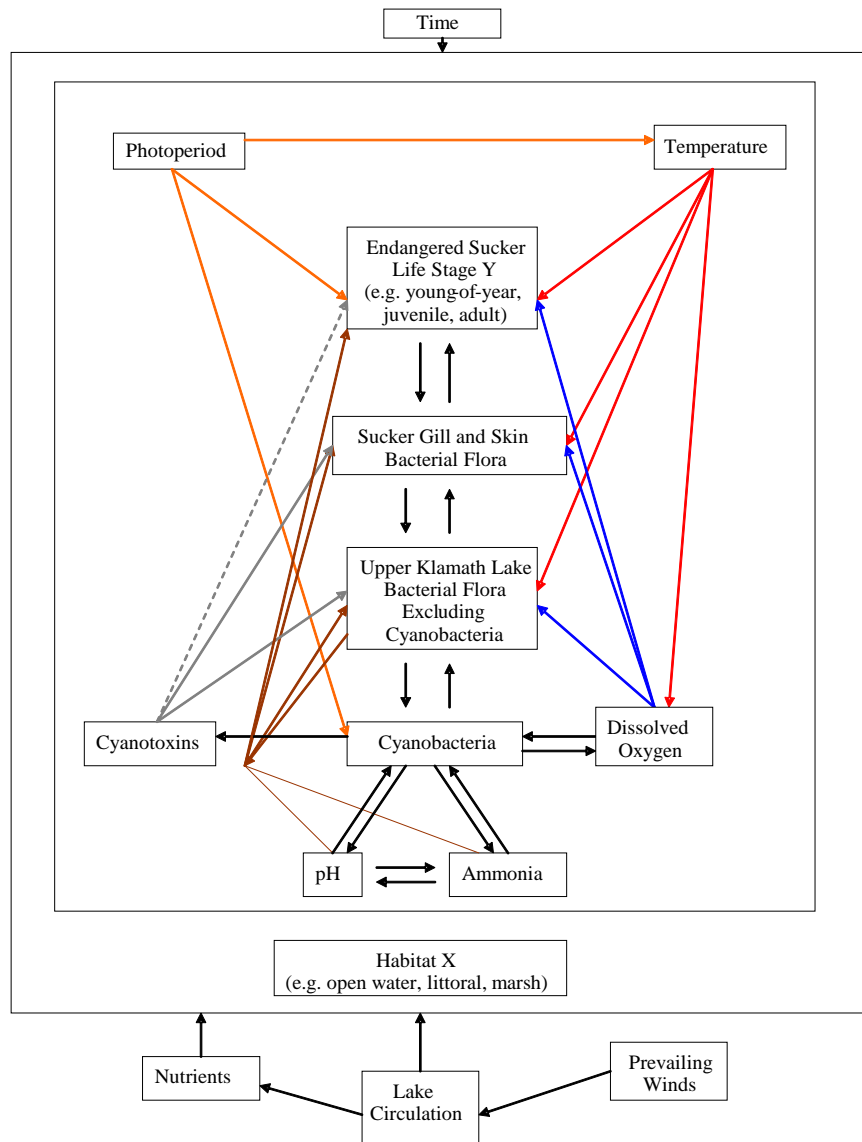 Time
Photoperiod
Temperature
Endangered Sucker
Life Stage Y
(e.g. young-of-year,
juvenile, adult)
Sucker Gill and Skin
Bacterial Flora
Upper Klamath Lake
Bacterial Flora
Excluding
Cyanobacteria
Cyanotoxins
Cyanobacteria
Dissolved
Oxygen
pH
Ammonia
Habitat X
(e.g. open water, littoral, marsh)
Nutrients
Lake
Circulation
Prevailing
Winds